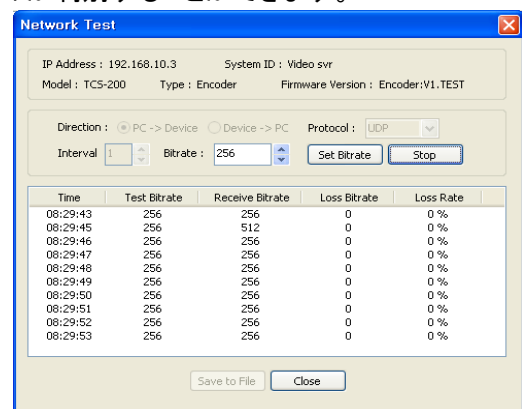 Network Test
IP Address : 192.168.10.3 System ID : Video svr
Model : TCS-200 Type : Encoder Firmware Version : Encoder:V1.TEST
Direction : PC -> Device Device -> PC Protocol : UDP
Interval 1 Bitrate : 256 Set Bitrate Stop
Time Test Bitrate Receive Bitrate Loss Bitrate Loss Rate
08:29:43 256 256 0 0 %
08:29:45 256 512 0 0 %
08:29:46 256 256 0 0 %
08:29:47 256 256 0 0 %
08:29:48 256 256 0 0 %
08:29:49 256 256 0 0 %
08:29:50 256 256 0 0 %
08:29:51 256 256 0 0 %
08:29:52 256 256 0 0 %
08:29:53 256 256 0 0 %
Save to File Close